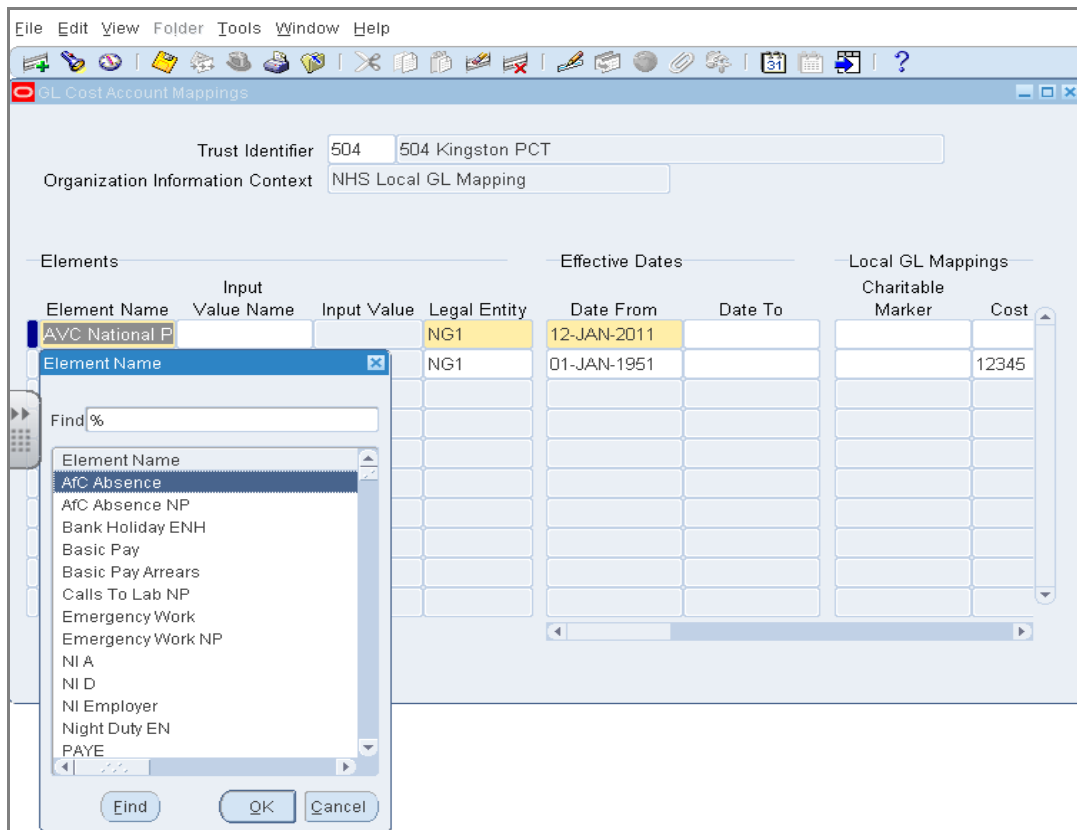 File Edit View Folder Tools Window Help
31
?
GL Cost Account Mappings
Trust Identifier 504 504 Kingston PCT
Organization Information Context NHS Local GL Mapping
Elements Effective Dates Local GL Mappings
Input Charitable
Element Name Value Name Input Value Legal Entity Date From Date To Marker Cost
AVC National P NG1 12-JAN-2011
NG1 01-JAN-1951 12345
Element Name
Find %
Element Name
AfC Absence
AfC Absence NP
Bank Holiday ENH
Basic Pay
Basic Pay Arrears
Calls To Lab NP
Emergency Work
Emergency Work NP
NI A
NI D
NI Employer
Night Duty EN
PAYE
Find OK Cancel